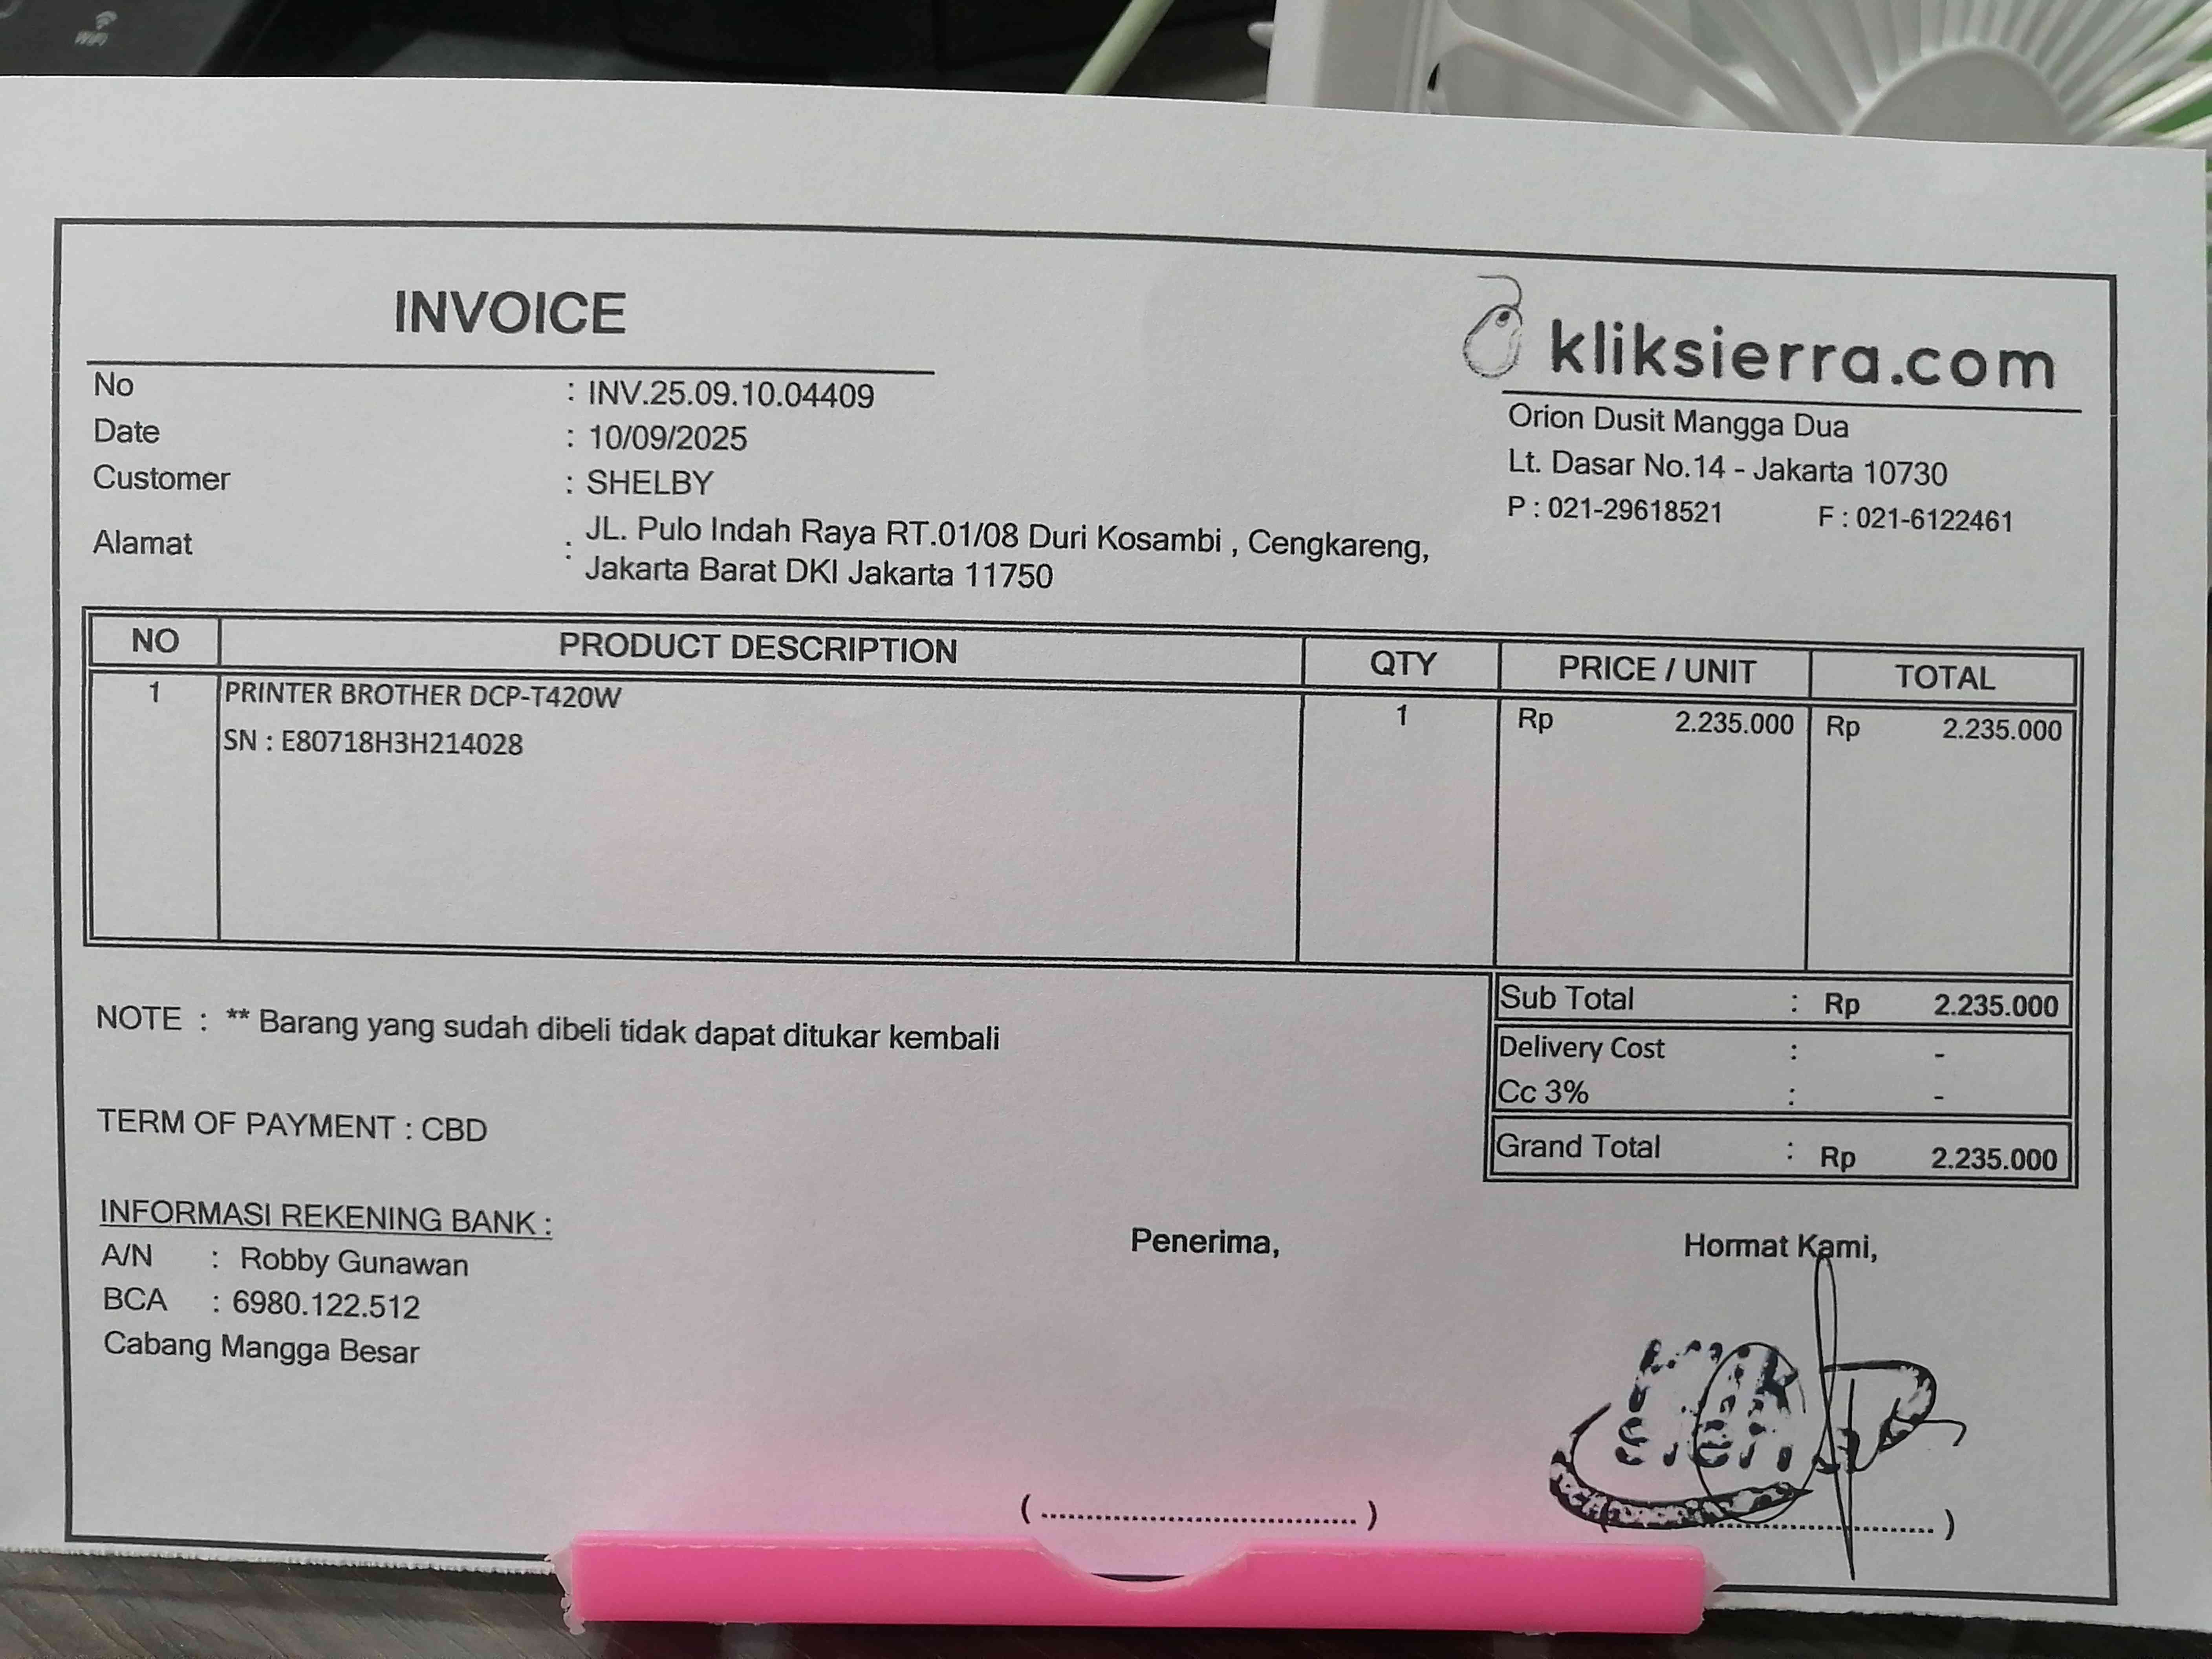 WiFi
INVOICE
kliksierra.com
Orion Dusit Mangga Dua
Lt. Dasar No.14 - Jakarta 10730
P : 021-29618521 F : 021-6122461
No : INV.25.09.10.04409
Date : 10/09/2025
Customer : SHELBY
Alamat : JL. Pulo Indah Raya RT.01/08 Duri Kosambi , Cengkareng,
Jakarta Barat DKI Jakarta 11750
NO PRODUCT DESCRIPTION QTY PRICE / UNIT TOTAL
1 PRINTER BROTHER DCP-T420W 1 Rp 2.235.000 Rp 2.235.000
SN : E80718H3H214028
Sub Total : Rp 2.235.000
Delivery Cost : -
Cc 3% : -
Grand Total : Rp 2.235.000
NOTE : ** Barang yang sudah dibeli tidak dapat ditukar kembali
TERM OF PAYMENT : CBD
INFORMASI REKENING BANK :
A/N : Robby Gunawan
BCA : 6980.122.512
Cabang Mangga Besar
Penerima,
(..................................)
Hormat Kami,
klik